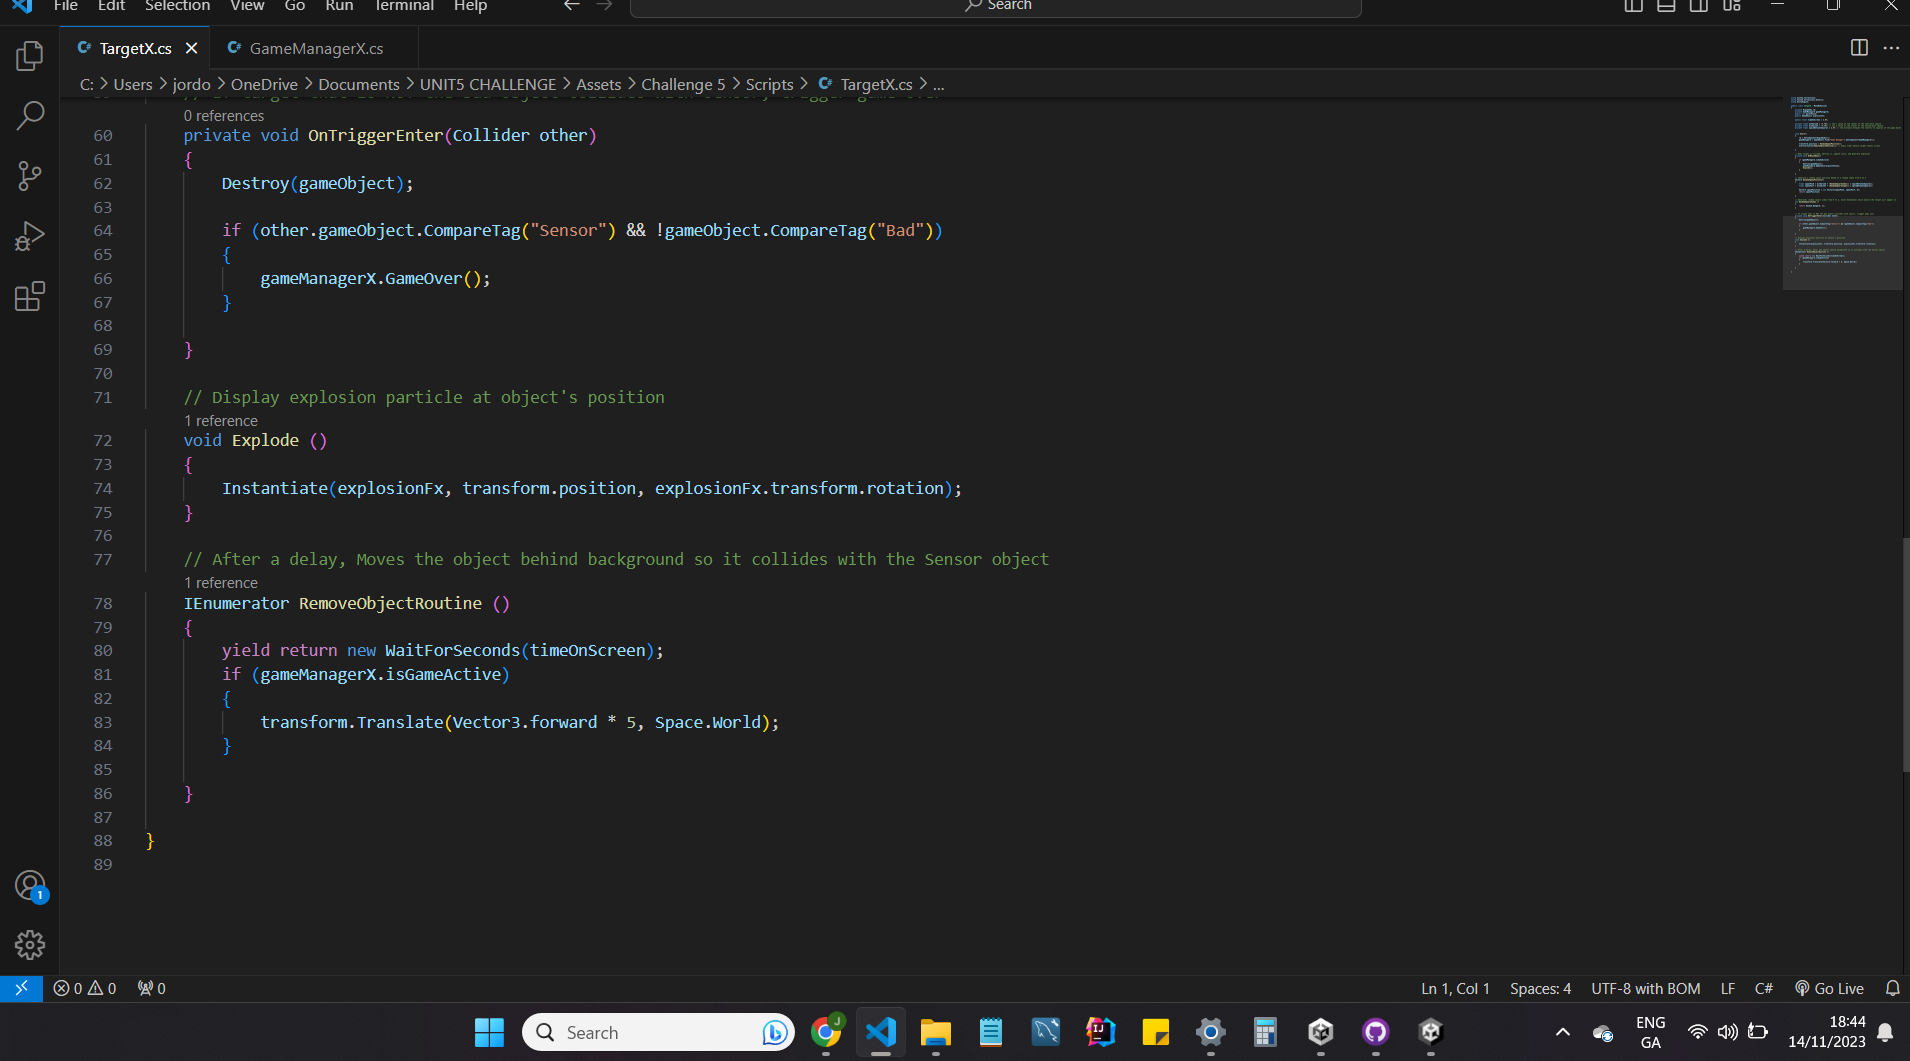 File Edit Selection View Go Run Terminal Help
Search
TargetX.cs
GameManagerX.cs
C: > Users > jordo > OneDrive > Documents > UNIT5 CHALLENGE > Assets > Challenge 5 > Scripts > TargetX.cs > ...
0 references
60 private void OnTriggerEnter(Collider other)
61 {
62 Destroy(gameObject);
63
64 if (other.gameObject.CompareTag("Sensor") && !gameObject.CompareTag("Bad"))
65 {
66 gameManagerX.GameOver();
67 }
68
69 }
70
71 // Display explosion particle at object's position
1 reference
72 void Explode ()
73 {
74 Instantiate(explosionFx, transform.position, explosionFx.transform.rotation);
75 }
76
77 // After a delay, Moves the object behind background so it collides with the Sensor object
1 reference
78 IEnumerator RemoveObjectRoutine ()
79 {
80 yield return new WaitForSeconds(timeOnScreen);
81 if (gameManagerX.isGameActive)
82 {
83 transform.Translate(Vector3.forward * 5, Space.World);
84 }
85
86 }
87
88 }
89
1
0 0 0
Ln 1, Col 1 Spaces: 4 UTF-8 with BOM LF C# Go Live
Search
J
IJ
ENG
GA
18:44
14/11/2023